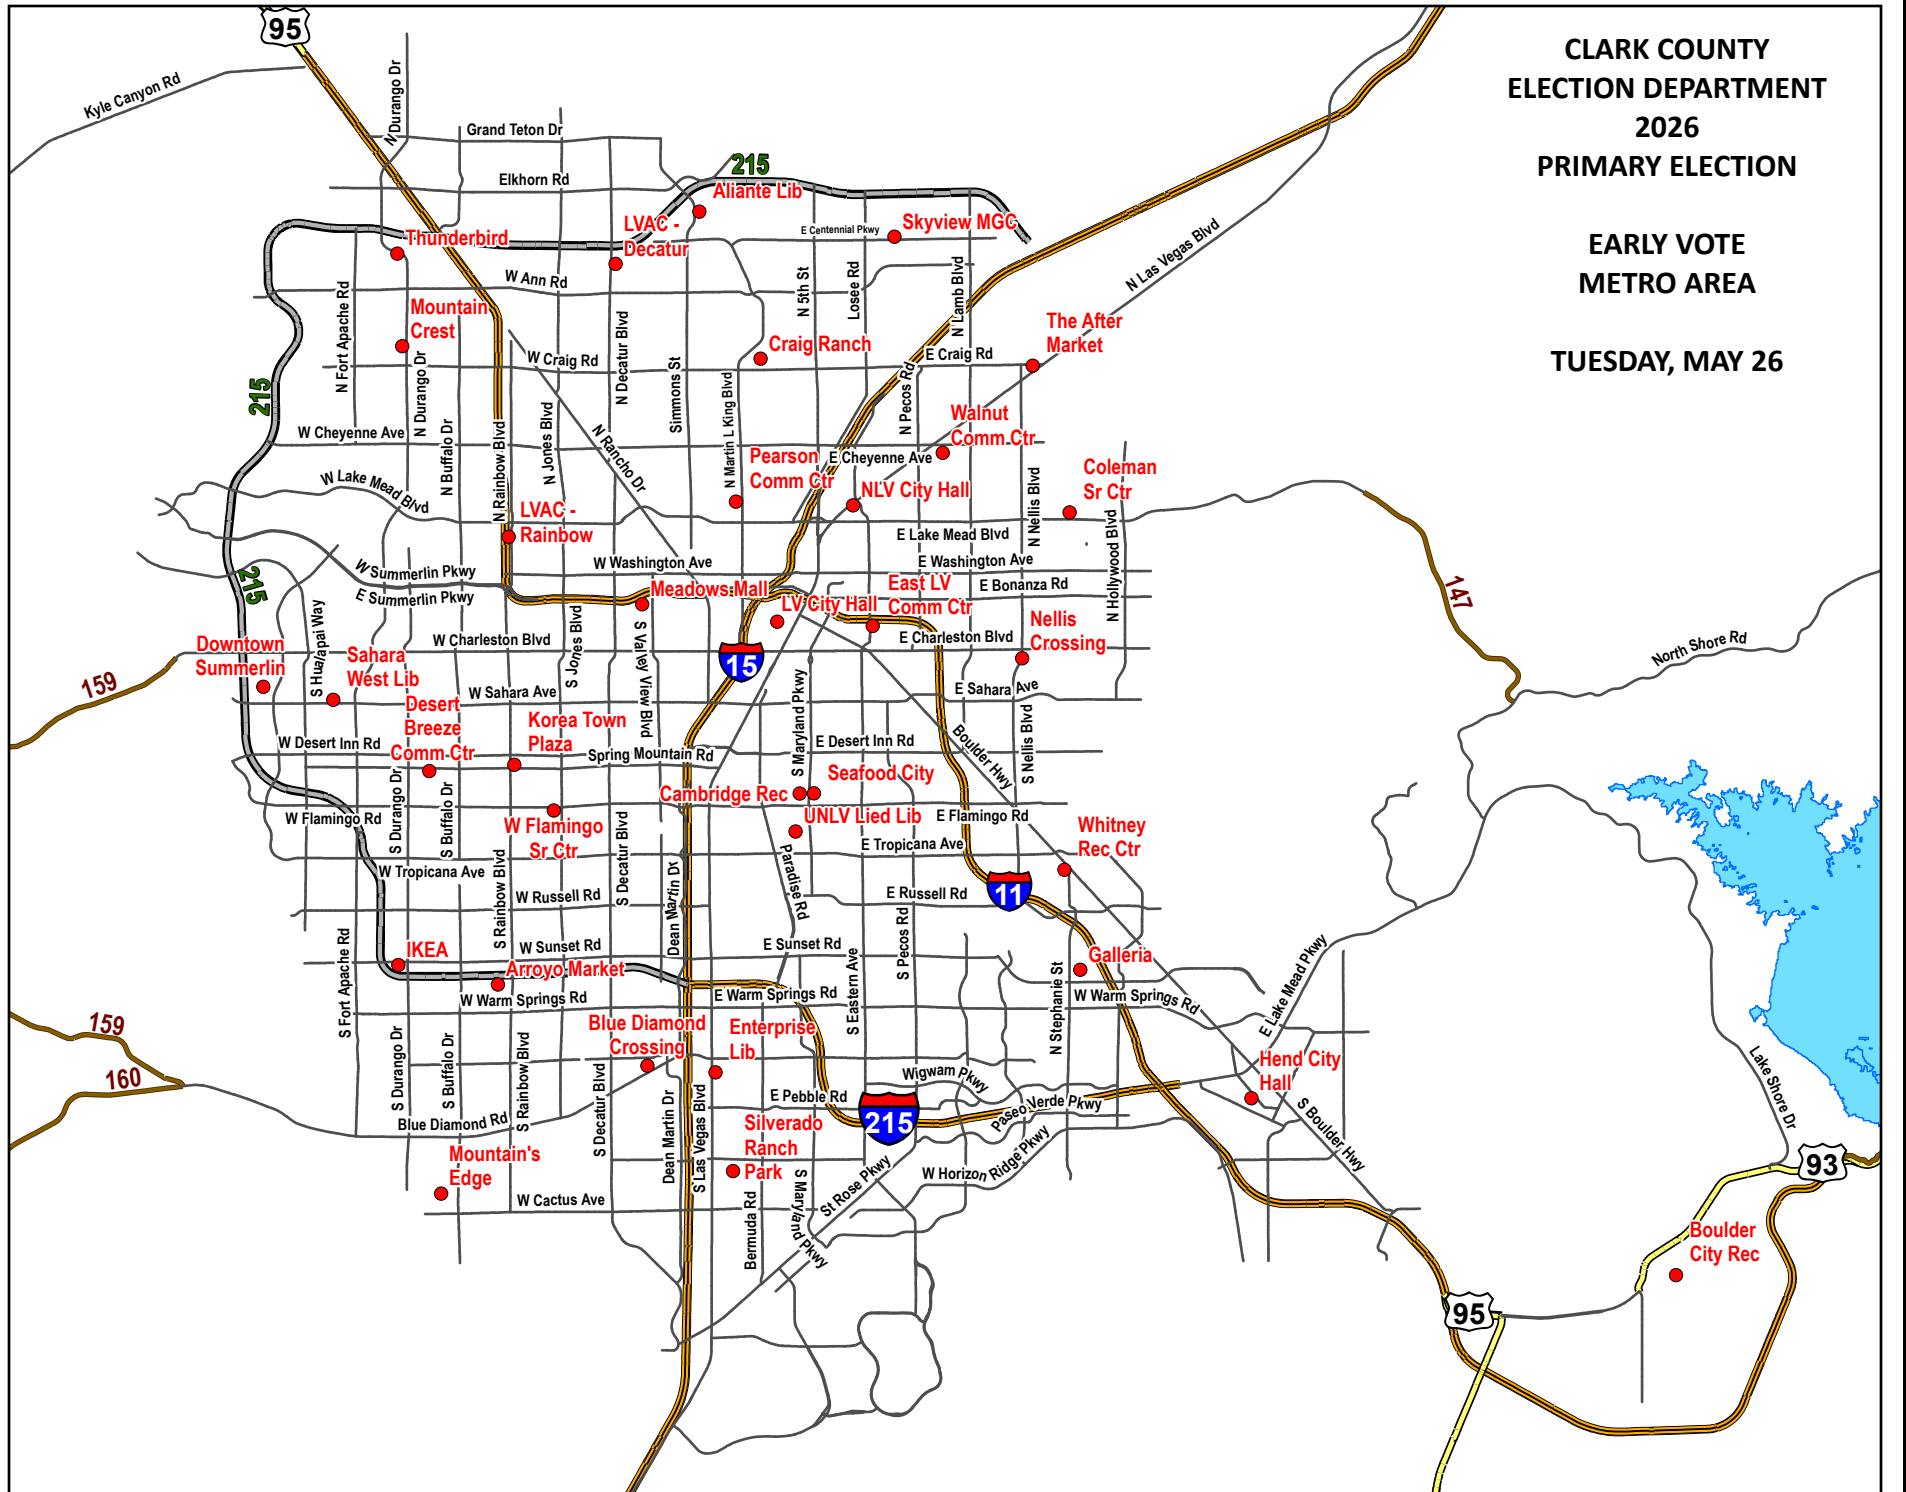 CLARK COUNTY
ELECTION DEPARTMENT
2026
PRIMARY ELECTION
EARLY VOTE
METRO AREA
TUESDAY, MAY 26
95
Kyle Canyon Rd
N Durango Dr
Grand Teton Dr
Elkhorn Rd
215
Aliante Lib
LVAC -
Decatur
E Centennial Pkwy
Skyview MGC
Thunderbird
W Ann Rd
N Las Vegas Blvd
N Fort Apache Rd
Mountain
Crest
N Decatur Blvd
N 5th St
Losee Rd
N Lamb Blvd
The After
Market
Craig Ranch
W Craig Rd
E Craig Rd
N Durango Dr
Simmons St
N Martin L King Blvd
N Pecos Rd
215
W Cheyenne Ave
N Buffalo Dr
N Rainbow Blvd
N Jones Blvd
N Rancho Dr
Walnut
Comm Ctr
Pearson
Comm Ctr
E Cheyenne Ave
Coleman
Sr Ctr
W Lake Mead Blvd
NLV City Hall
N Nellis Blvd
LVAC -
Rainbow
E Lake Mead Blvd
N Hollywood Blvd
W Washington Ave
E Washington Ave
W Summerlin Pkwy
E Summerlin Pkwy
215
Meadows Mall
East LV
Comm Ctr
E Bonanza Rd
147
LV City Hall
S Hualapai Way
S Jones Blvd
S Valley View Blvd
W Charleston Blvd
E Charleston Blvd
Nellis
Crossing
North Shore Rd
Downtown
Summerlin
Sahara
West Lib
15
159
W Sahara Ave
E Sahara Ave
Desert
Breeze
Comm Ctr
Korea Town
Plaza
S Maryland Pkwy
Boulder Hwy
S Nellis Blvd
W Desert Inn Rd
Spring Mountain Rd
E Desert Inn Rd
Seafood City
Cambridge Rec
S Durango Dr
S Buffalo Dr
W Flamingo Rd
W Flamingo
Sr Ctr
S Decatur Blvd
UNLV Lied Lib
E Flamingo Rd
Whitney
Rec Ctr
W Tropicana Ave
E Tropicana Ave
S Rainbow Blvd
Dean Martin Dr
Paradise Rd
W Russell Rd
E Russell Rd
11
S Pecos Rd
S Fort Apache Rd
IKEA
W Sunset Rd
E Sunset Rd
Galleria
Arroyo Market
S Eastern Ave
N Stephanie St
E Lake Mead Pkwy
W Warm Springs Rd
E Warm Springs Rd
W Warm Springs Rd
159
Blue Diamond
Crossing
Enterprise
Lib
S Durango Dr
S Buffalo Dr
S Rainbow Blvd
S Decatur Blvd
Hend City
Hall
160
Wigwam Pkwy
E Pebble Rd
Paseo Verde Pkwy
Lake Shore Dr
215
Blue Diamond Rd
Dean Martin Dr
S Las Vegas Blvd
Silverado
Ranch
Park
S Boulder Hwy
Mountain's
Edge
W Horizon Ridge Pkwy
St Rose Pkwy
93
W Cactus Ave
Bermuda Rd
S Maryland Pkwy
Boulder
City Rec
95